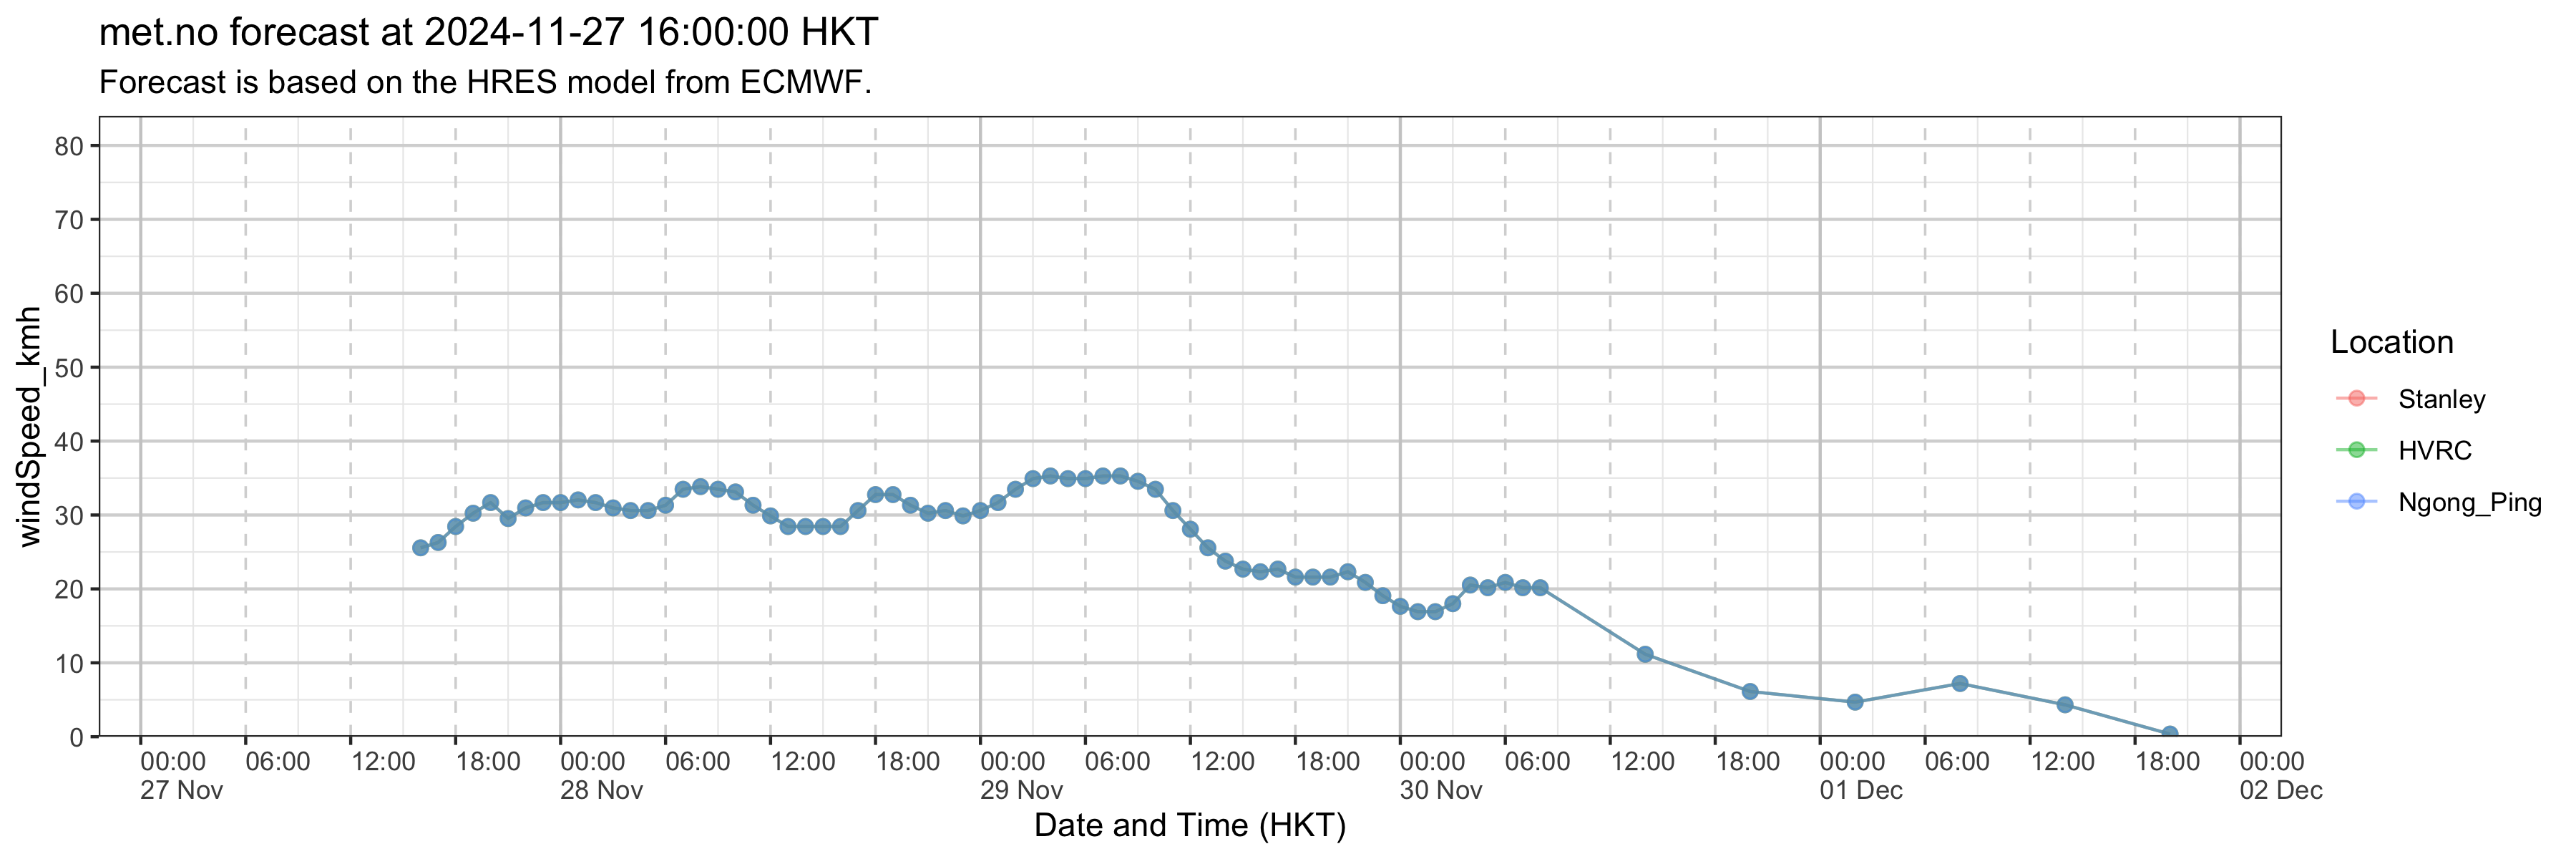 met.no forecast at 2024-11-27 16:00:00 HKT
Forecast is based on the HRES model from ECMWF.
windSpeed_kmh
80
70
60
50
40
30
20
10
0
00:00 06:00 12:00 18:00 00:00 06:00 12:00 18:00 00:00 06:00 12:00 18:00 00:00 06:00 12:00 18:00 00:00 06:00 12:00 18:00 00:00
27 Nov 28 Nov 29 Nov 30 Nov 01 Dec 02 Dec
Date and Time (HKT)
Location
Stanley
HVRC
Ngong_Ping